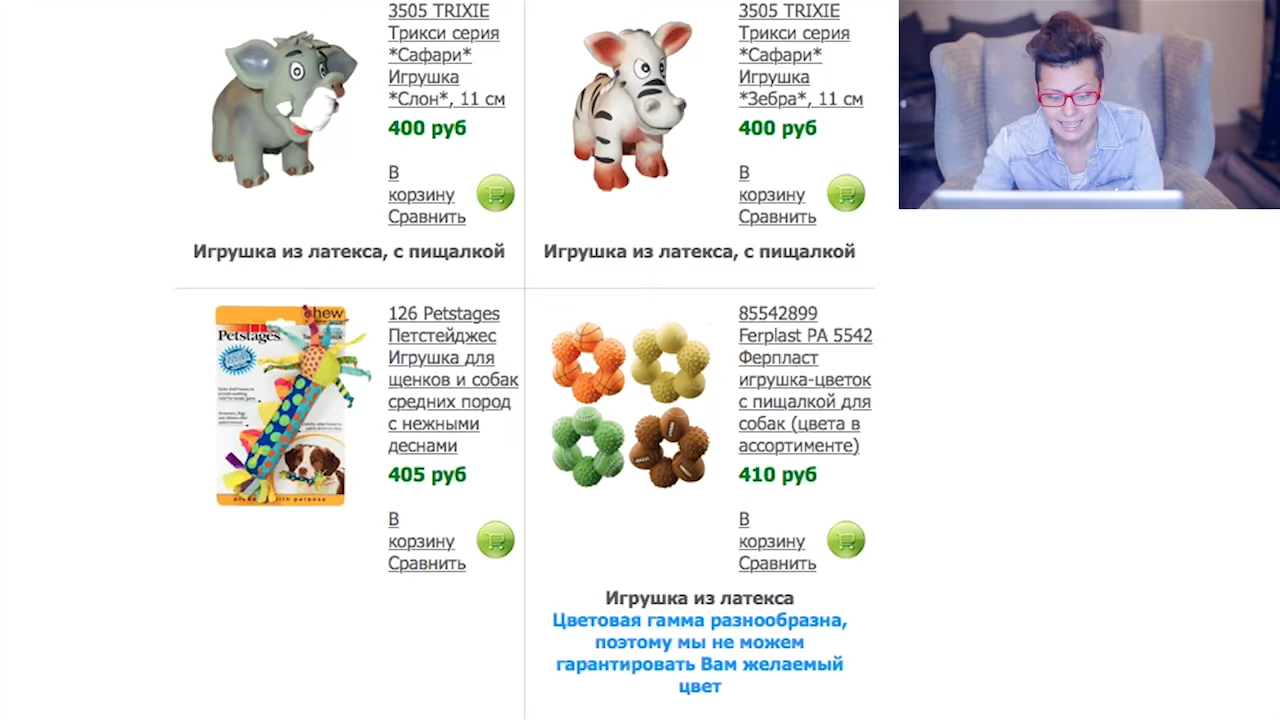 3505 TRIXIE
Трикси серия
*Сафари*
Игрушка
*Слон*, 11 см
400 руб
В
корзину
Сравнить
Игрушка из латекса, с пищалкой
3505 TRIXIE
Трикси серия
*Сафари*
Игрушка
*Зебра*, 11 см
400 руб
В
корзину
Сравнить
Игрушка из латекса, с пищалкой
chew
Petstages
126 Petstages
Петстейджес
Игрушка для
щенков и собак
средних пород
с нежными
деснами
405 руб
В
корзину
Сравнить
85542899
Ferplast PA 5542
Ферпласт
игрушка-цветок
с пищалкой для
собак (цвета в
ассортименте)
410 руб
В
корзину
Сравнить
Игрушка из латекса
Цветовая гамма разнообразна,
поэтому мы не можем
гарантировать Вам желаемый
цвет